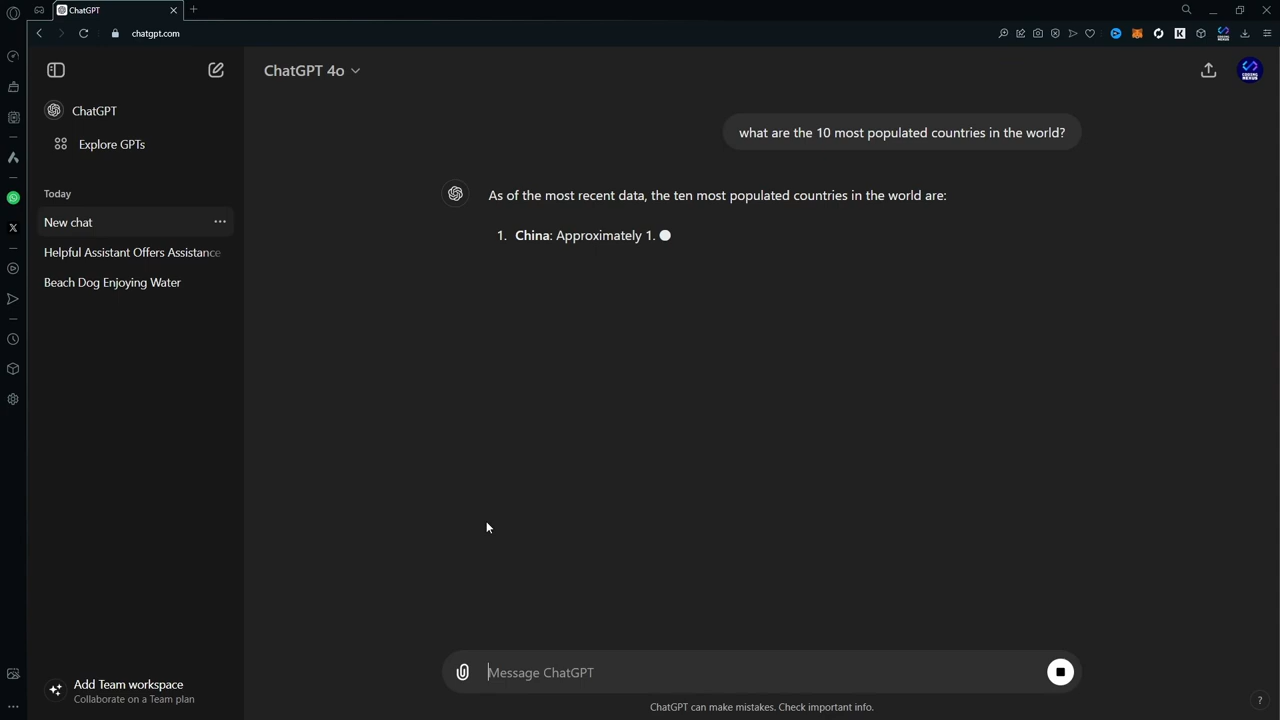 ChatGPT
chatgpt.com
ChatGPT 4o
CODING
NEXUS
ChatGPT
Explore GPTs
what are the 10 most populated countries in the world?
Today
New chat
Helpful Assistant Offers Assistance
Beach Dog Enjoying Water
As of the most recent data, the ten most populated countries in the world are:
1. China: Approximately 1.
Message ChatGPT
Add Team workspace
Collaborate on a Team plan
ChatGPT can make mistakes. Check important info.
?